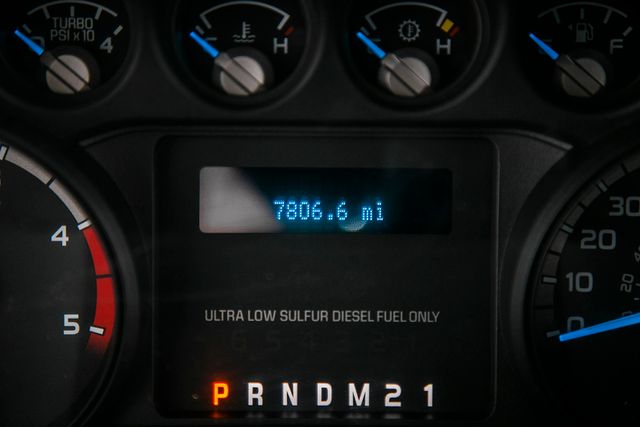 TURBO
PSI x 10
4
H
H
F
4
5
7806.6 mi
ULTRA LOW SULFUR DIESEL FUEL ONLY
P R N D M 2 1
30
20
10
0
20